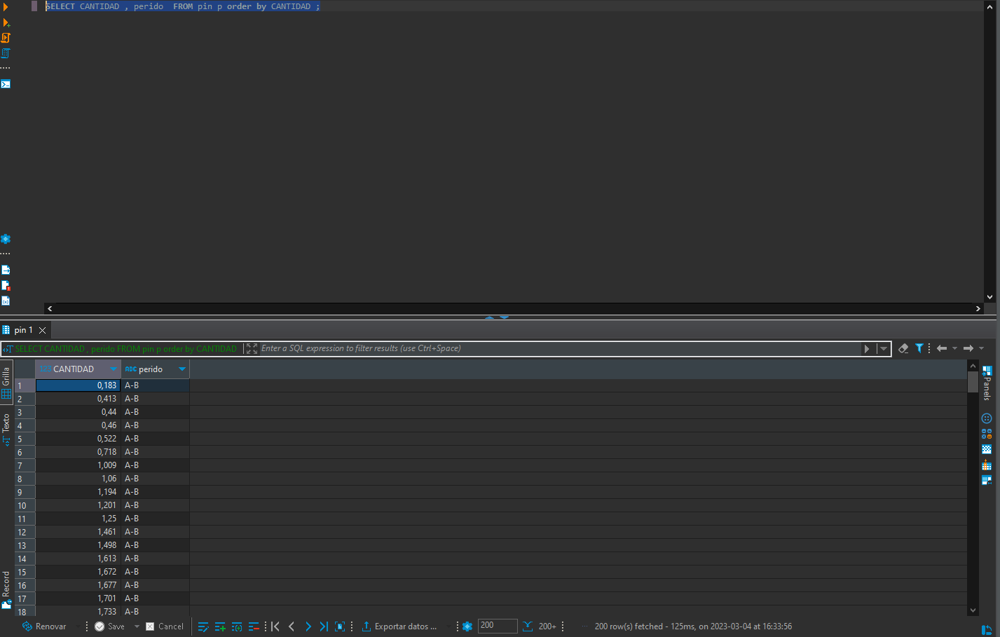 SELECT CANTIDAD , perido  FROM pin p order by CANTIDAD ;
pin 1
SELECT CANTIDAD , perido FROM pin p order by CANTIDAD
Enter a SQL expression to filter results (use Ctrl+Space)
Grilla
Texto
Record
Panels
123 CANTIDAD ABC perido
1 0,183 A-B
2 0,413 A-B
3 0,44 A-B
4 0,46 A-B
5 0,522 A-B
6 0,718 A-B
7 1,009 A-B
8 1,06 A-B
9 1,194 A-B
10 1,201 A-B
11 1,25 A-B
12 1,461 A-B
13 1,498 A-B
14 1,613 A-B
15 1,672 A-B
16 1,677 A-B
17 1,701 A-B
18 1,733 A-B
Renovar Save Cancel Exportar datos ... 200 200+ 200 row(s) fetched - 125ms, on 2023-03-04 at 16:33:56